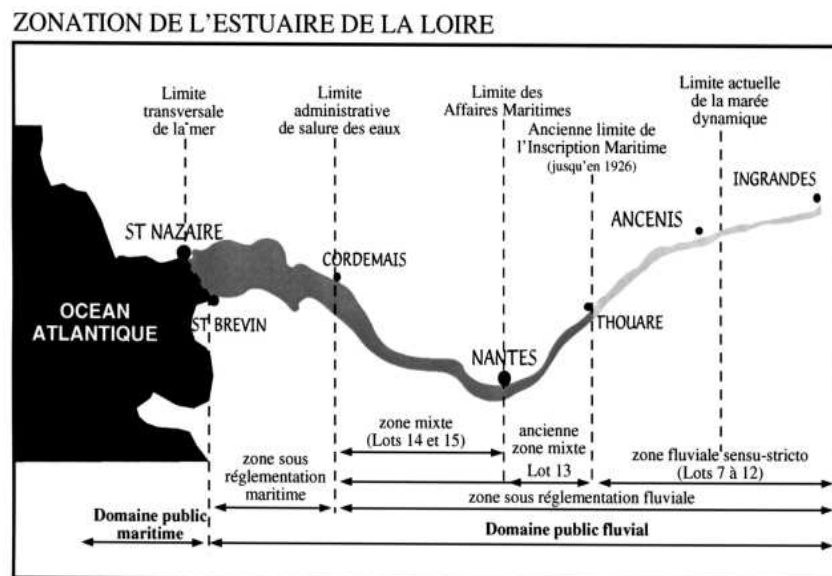 ZONATION DE L'ESTUAIRE DE LA LOIRE
Limite
transversale
de la mer
Limite
administrative
de salure des eaux
Limite des
Affaires Maritimes
Ancienne limite de
l'Inscription Maritime
(jusqu'en 1926)
Limite actuelle
de la marée
dynamique
INGRANDES
ANCENIS
ST NAZAIRE
CORDEMAIS
OCEAN
ATLANTIQUE
ST BREVIN
THOUARE
NANTES
zone mixte
(Lots 14 et 15)
ancienne
zone mixte
Lot 13
zone fluviale sensu-stricto
(Lots 7 à 12)
zone sous
réglementation
maritime
zone sous réglementation fluviale
Domaine public
maritime
Domaine public fluvial